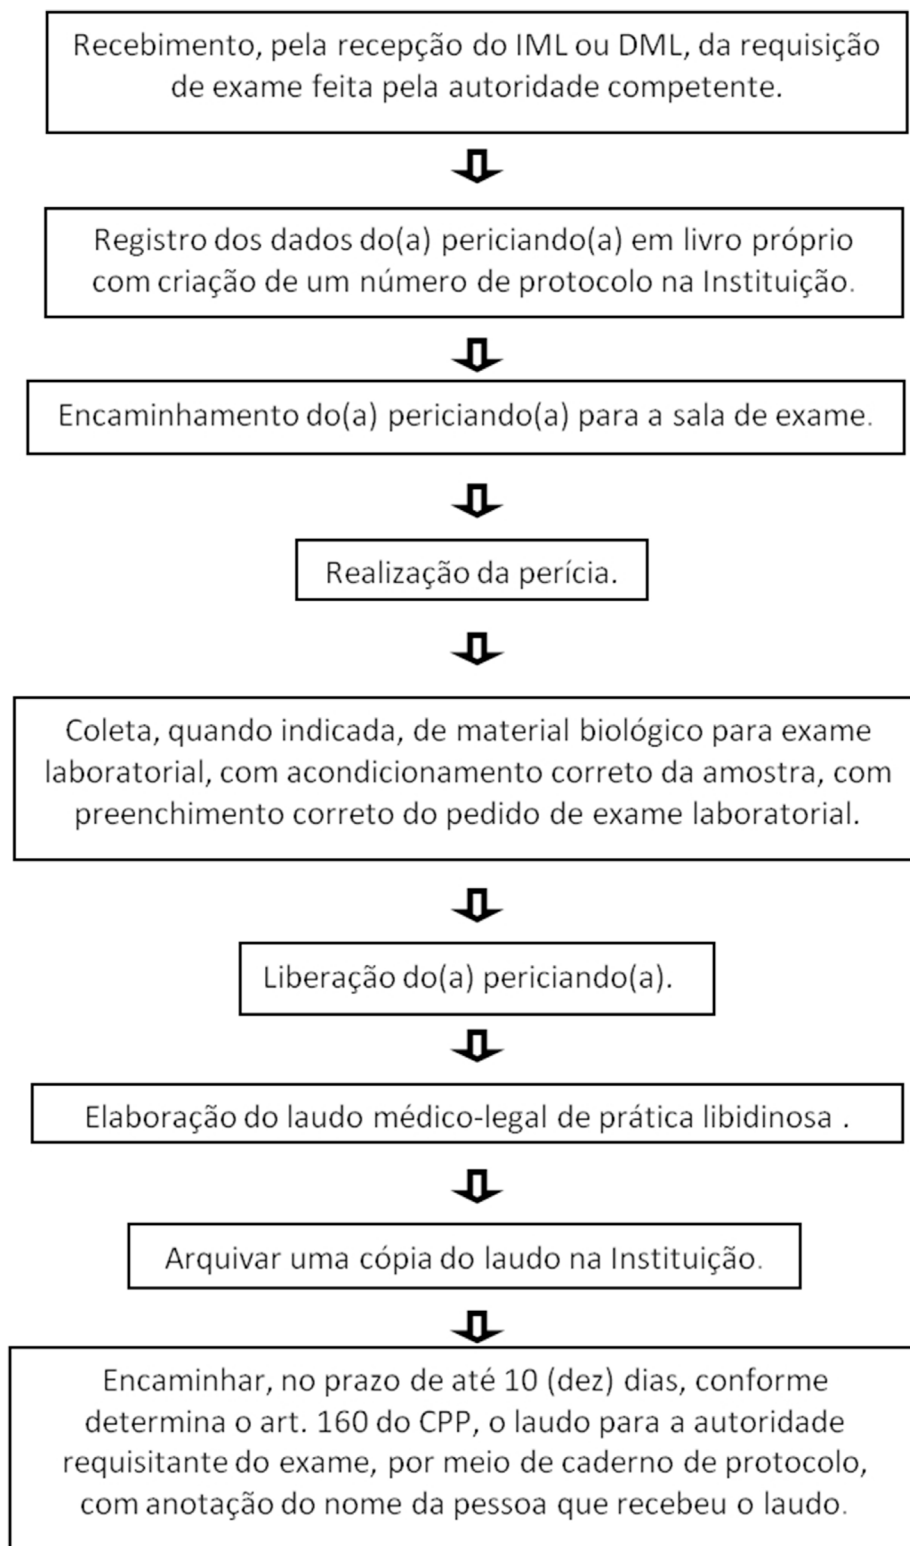 Recebimento, pela recepção do IML ou DML, da requisição
de exame feita pela autoridade competente.
Registro dos dados do(a) periciando(a) em livro próprio
com criação de um número de protocolo na Instituição.
Encaminhamento do(a) periciando(a) para a sala de exame.
Realização da perícia.
Coleta, quando indicada, de material biológico para exame
laboratorial, com acondicionamento correto da amostra, com
preenchimento correto do pedido de exame laboratorial.
Liberação do(a) periciando(a).
Elaboração do laudo médico-legal de prática libidinosa .
Arquivar uma cópia do laudo na Instituição.
Encaminhar, no prazo de até 10 (dez) dias, conforme
determina o art. 160 do CPP, o laudo para a autoridade
requisitante do exame, por meio de caderno de protocolo,
com anotação do nome da pessoa que recebeu o laudo.